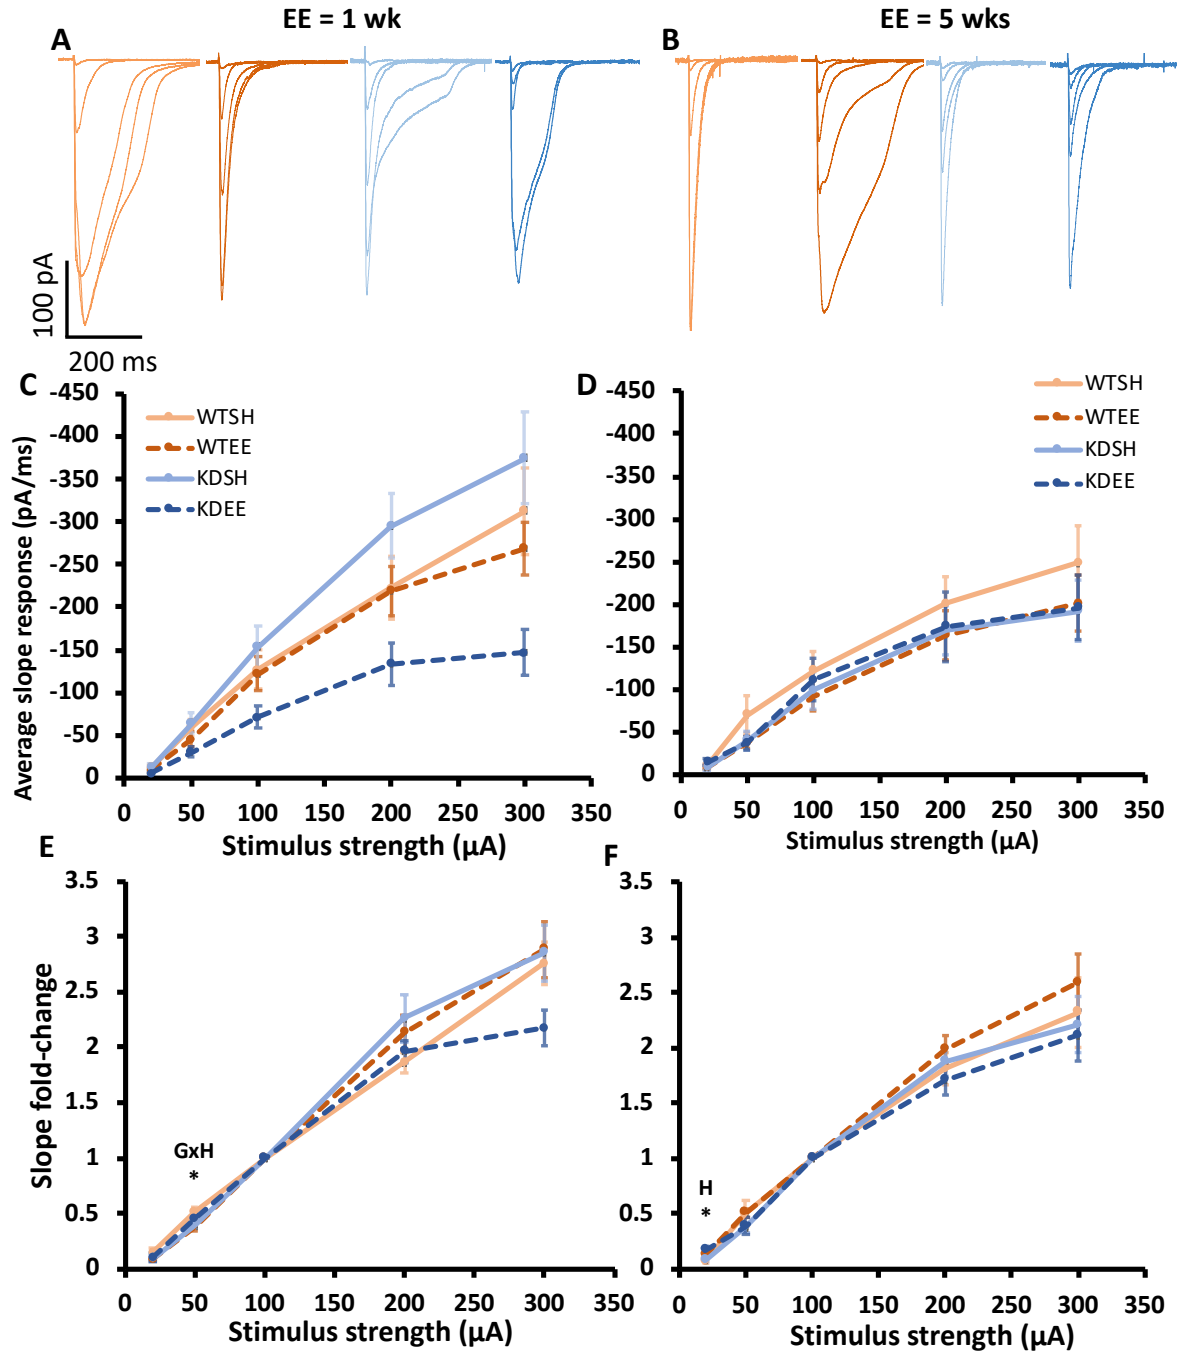 EE = 1 wk
EE = 5 wks
A
B
100 pA
200 ms
C
D
-450
-400
-350
-300
-250
-200
-150
-100
-50
0
Average slope response (pA/ms)
WTSH
WTEE
KDSH
KDEE
0 50 100 150 200 250 300 350
Stimulus strength (µA)
-450
-400
-350
-300
-250
-200
-150
-100
-50
0
WTSH
WTEE
KDSH
KDEE
0 50 100 150 200 250 300 350
Stimulus strength (µA)
E
F
3.5
3
2.5
2
1.5
1
0.5
0
Slope fold-change
GxH
*
0 50 100 150 200 250 300 350
Stimulus strength (µA)
3.5
3
2.5
2
1.5
1
0.5
0
H
*
0 50 100 150 200 250 300 350
Stimulus strength (µA)